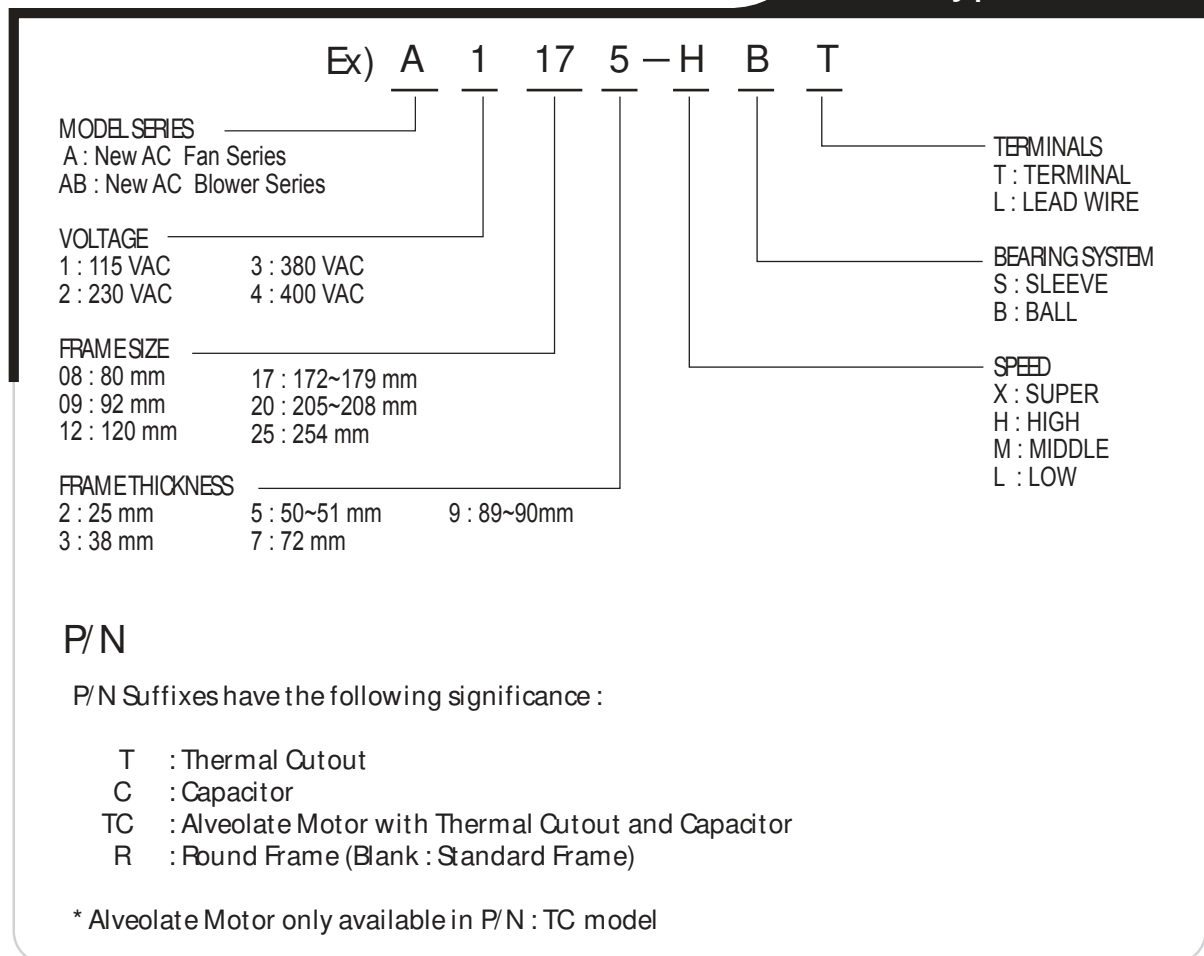 Ex) A 1 17 5 — H B T
MODEL SERIES
A : New AC Fan Series
AB : New AC Blower Series
VOLTAGE
1 : 115 VAC 3 : 380 VAC
2 : 230 VAC 4 : 400 VAC
FRAME SIZE
08 : 80 mm 17 : 172~179 mm
09 : 92 mm 20 : 205~208 mm
12 : 120 mm 25 : 254 mm
FRAME THICKNESS
2 : 25 mm 5 : 50~51 mm 9 : 89~90mm
3 : 38 mm 7 : 72 mm
TERMINALS
T : TERMINAL
L : LEAD WIRE
BEARING SYSTEM
S : SLEEVE
B : BALL
SPEED
X : SUPER
H : HIGH
M : MIDDLE
L : LOW
P/N
P/N Suffixes have the following significance :
T : Thermal Cutout
C : Capacitor
TC : Alveolate Motor with Thermal Cutout and Capacitor
R : Round Frame (Blank : Standard Frame)
* Alveolate Motor only available in P/N : TC model